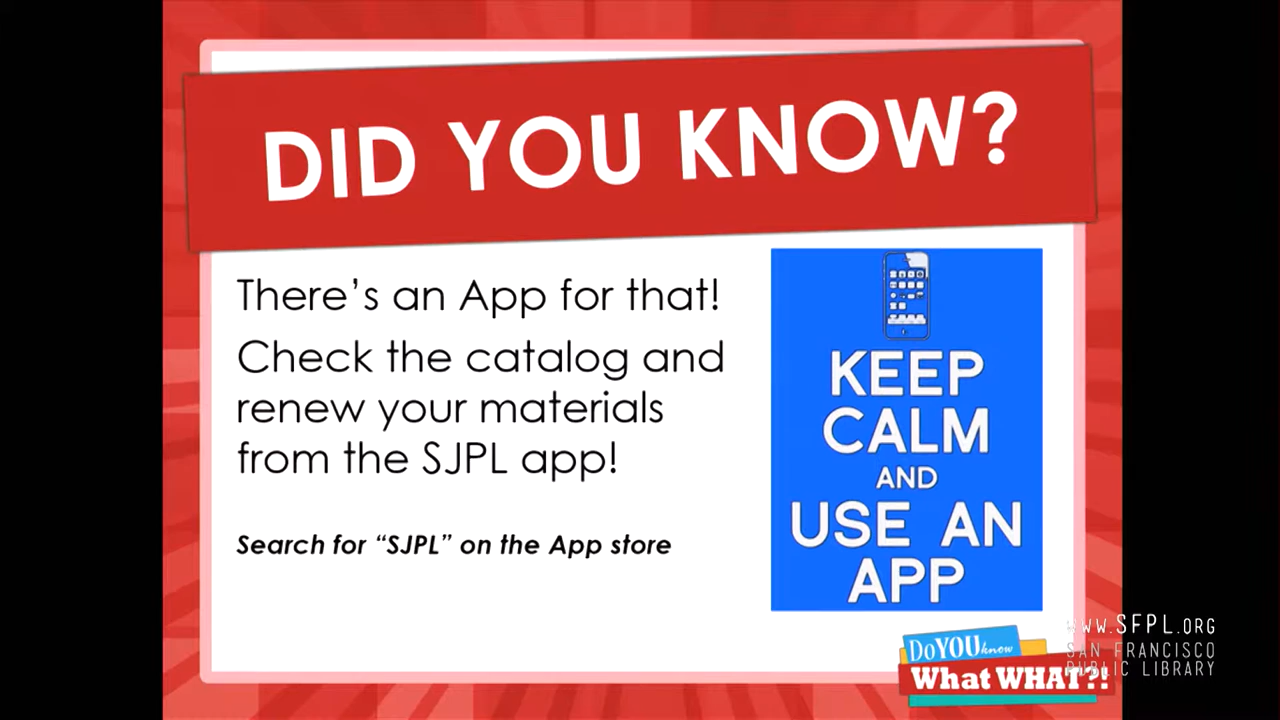 DID YOU KNOW?
There’s an App for that!
Check the catalog and
renew your materials
from the SJPL app!
Search for “SJPL” on the App store
KEEP
CALM
AND
USE AN
APP
Do YOU know
What WHAT?!
WWW.SFPL.ORG
SAN FRANCISCO
PUBLIC LIBRARY